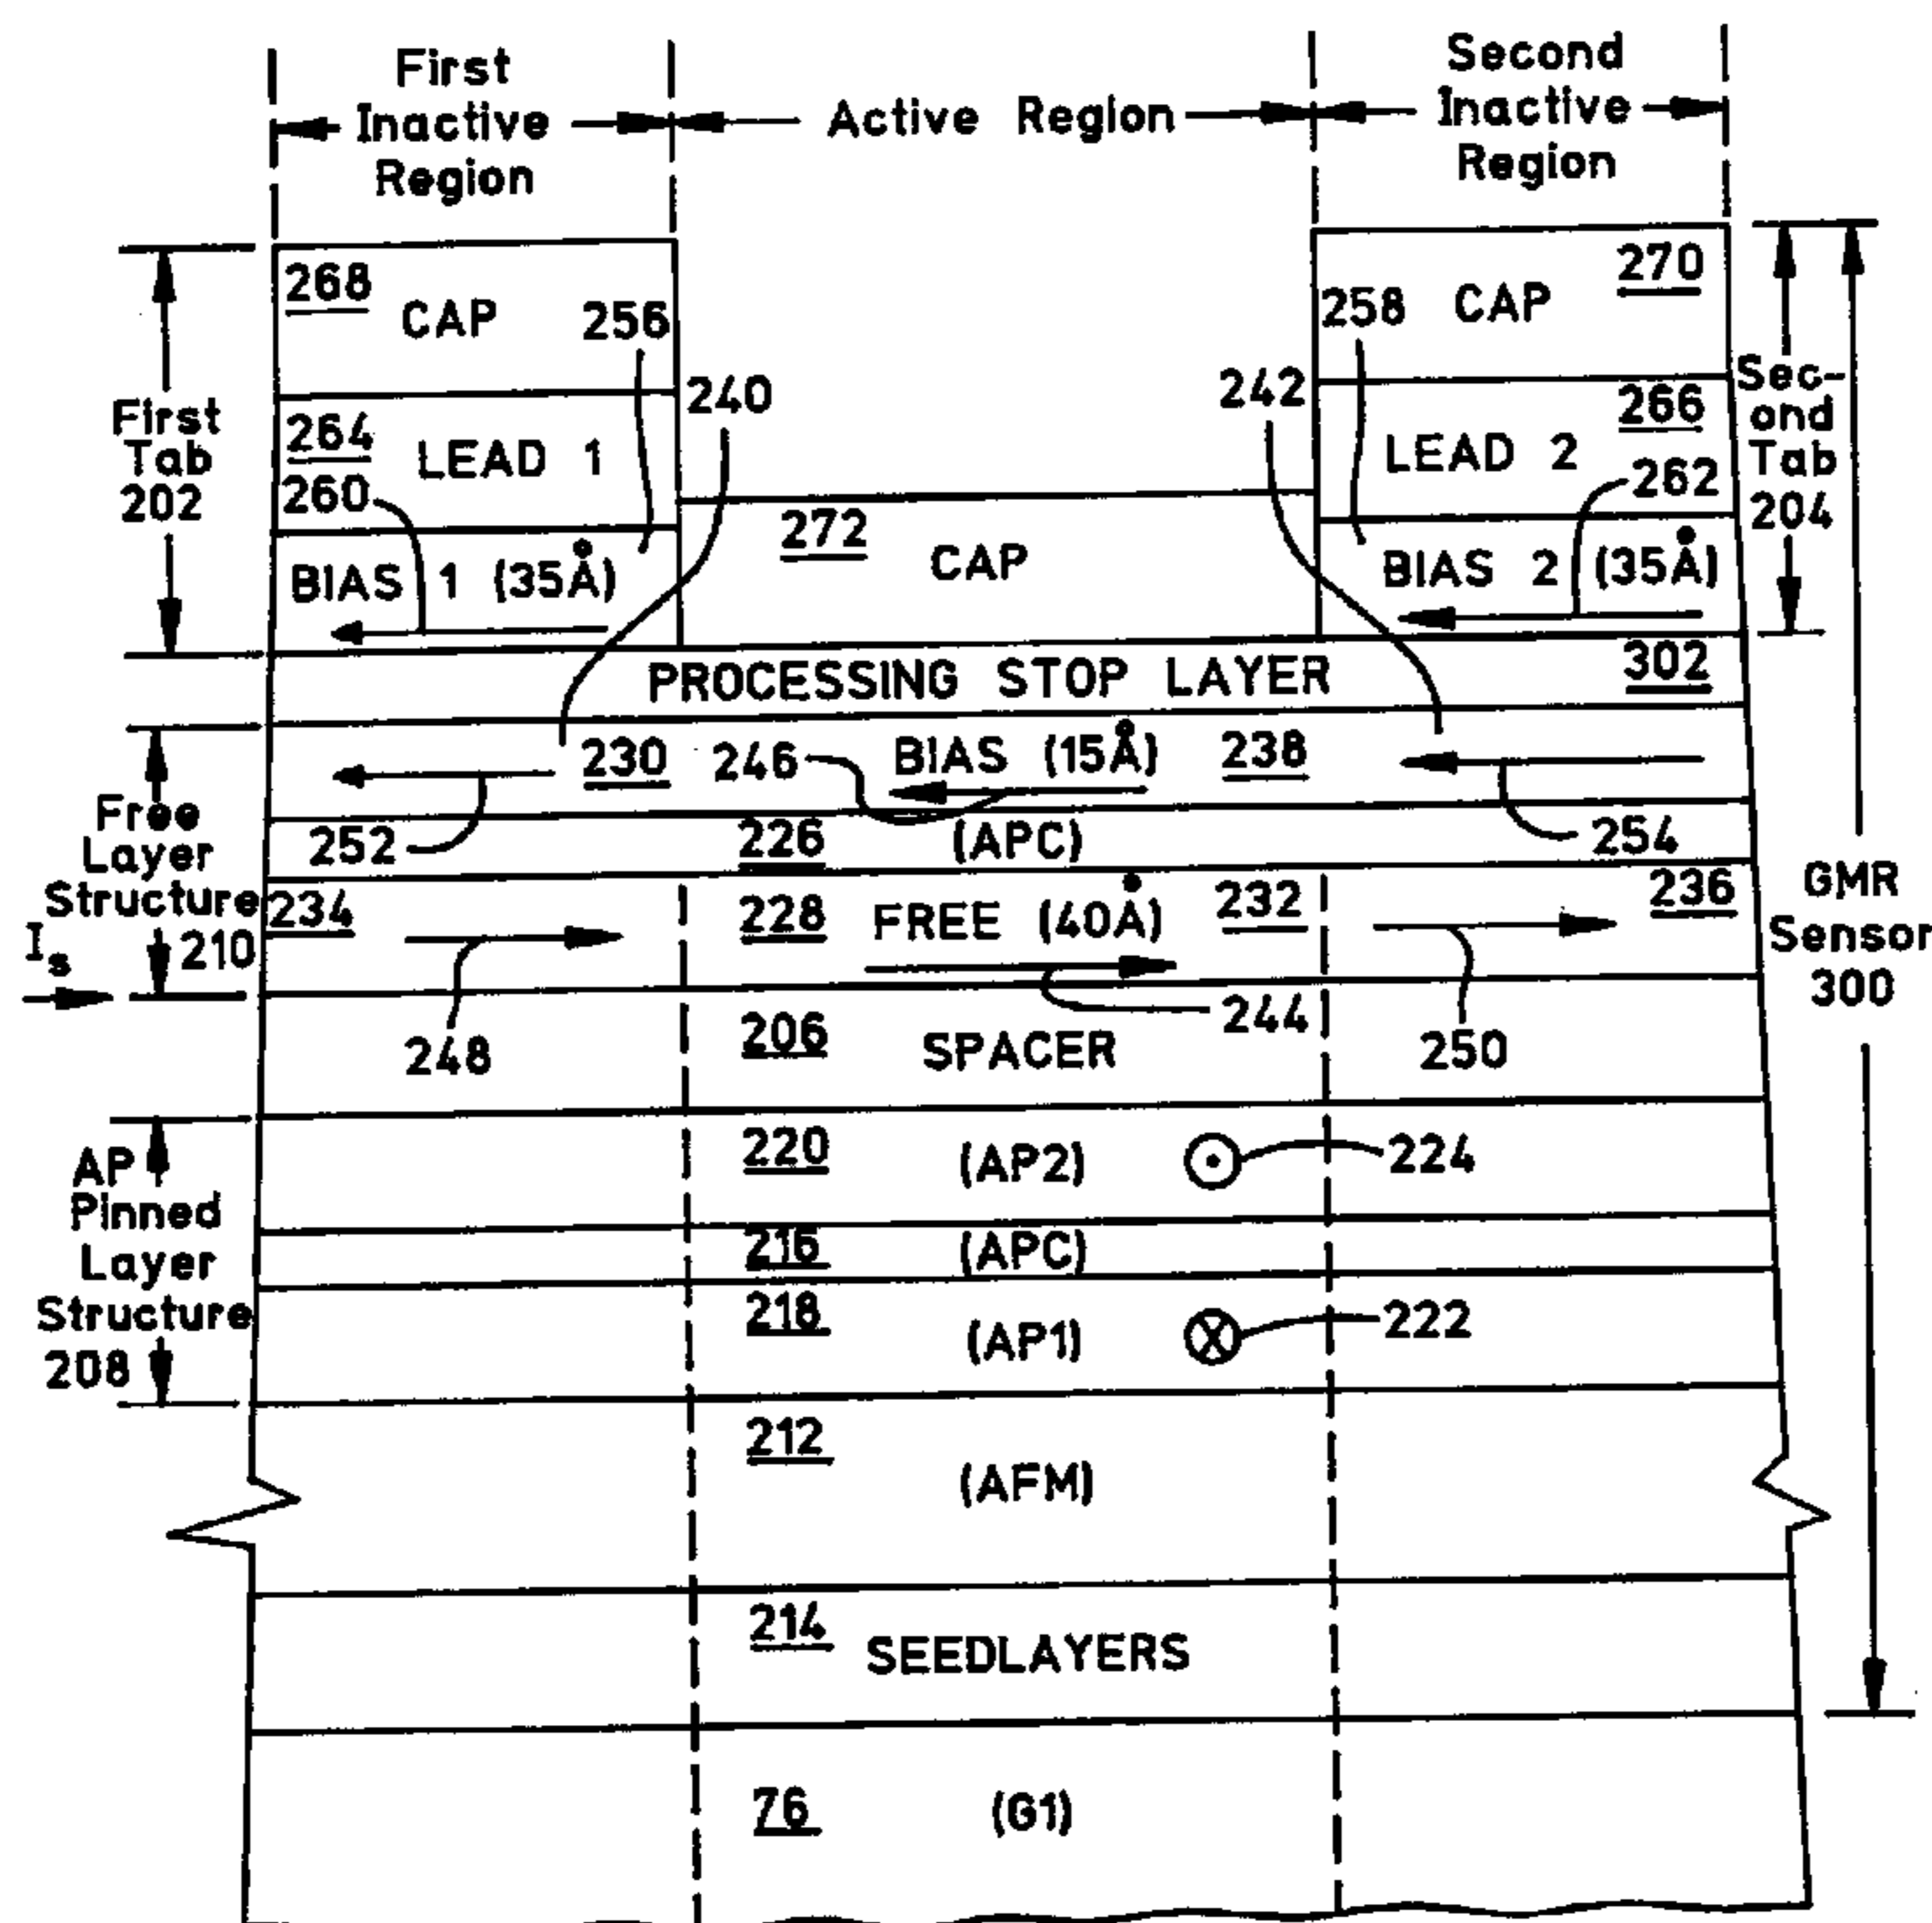 First
Inactive
Region
Active Region
Second
Inactive
Region
268
CAP
256
258
CAP
270
240
242
First
Tab
202
264
LEAD 1
260
LEAD 2
266
262
Sec-
ond
Tab
204
272
CAP
BIAS 1 (35Å)
BIAS 2 (35Å)
PROCESSING STOP LAYER
302
230
246
BIAS (15Å)
238
Free
Layer
Structure
210
252
226
(APC)
254
234
228
FREE (40Å)
232
236
GMR
Sensor
300
Is
248
206
SPACER
244
250
AP
Pinned
Layer
Structure
208
220
(AP2)
224
216
(APC)
218
(AP1)
222
212
(AFM)
214
SEEDLAYERS
76
(G1)